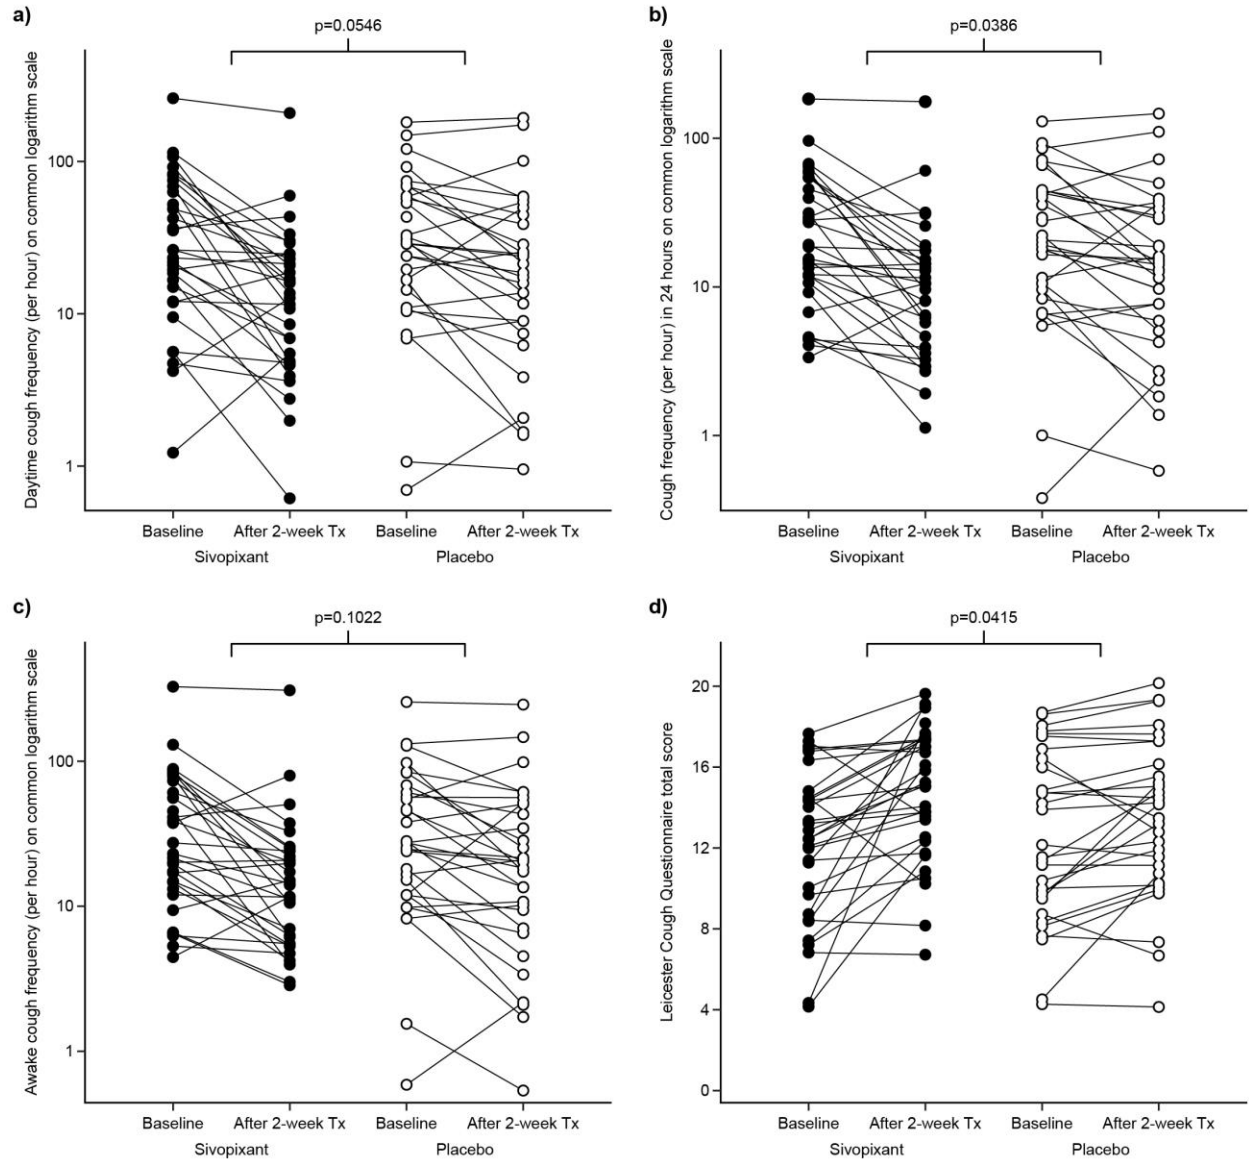 a)
p=0.0546
Daytime cough frequency (per hour) on common logarithm scale
100
10
1
Baseline After 2-week Tx Baseline After 2-week Tx
Sivopixant Placebo
b)
p=0.0386
Cough frequency (per hour) in 24 hours on common logarithm scale
100
10
1
Baseline After 2-week Tx Baseline After 2-week Tx
Sivopixant Placebo
c)
p=0.1022
Awake cough frequency (per hour) on common logarithm scale
100
10
1
Baseline After 2-week Tx Baseline After 2-week Tx
Sivopixant Placebo
d)
p=0.0415
Leicester Cough Questionnaire total score
20
16
12
8
4
0
Baseline After 2-week Tx Baseline After 2-week Tx
Sivopixant Placebo